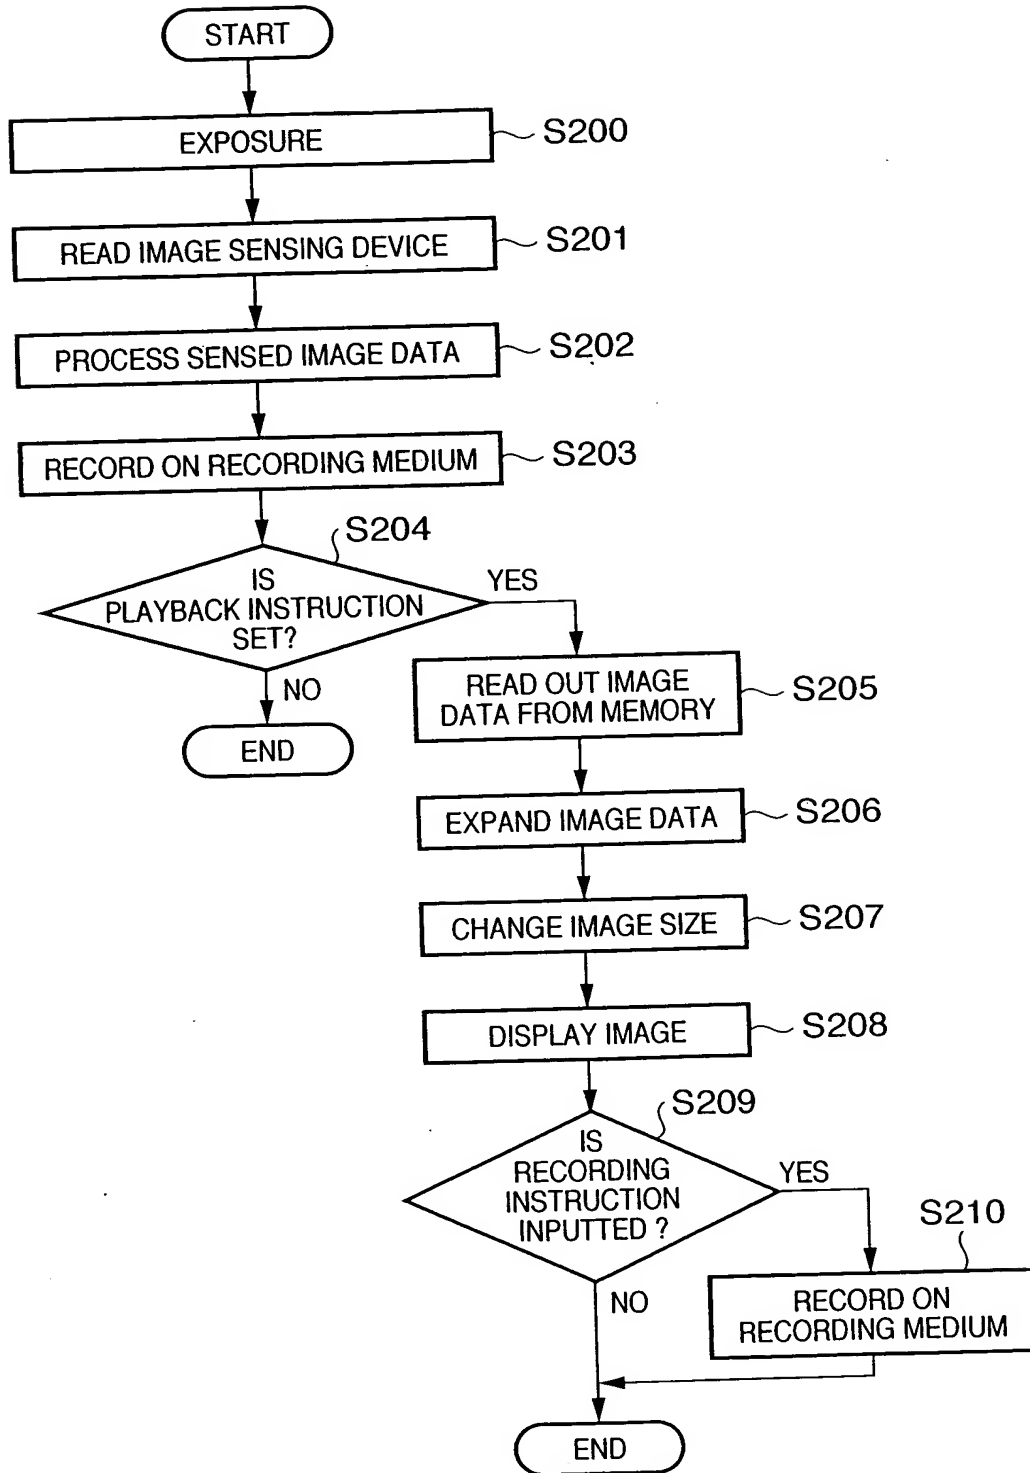 START
EXPOSURE
S200
READ IMAGE SENSING DEVICE
S201
PROCESS SENSED IMAGE DATA
S202
RECORD ON RECORDING MEDIUM
S203
S204
IS
PLAYBACK INSTRUCTION
SET?
YES
NO
END
READ OUT IMAGE
DATA FROM MEMORY
S205
EXPAND IMAGE DATA
S206
CHANGE IMAGE SIZE
S207
DISPLAY IMAGE
S208
S209
IS
RECORDING
INSTRUCTION
INPUTTED ?
YES
NO
S210
RECORD ON
RECORDING MEDIUM
END